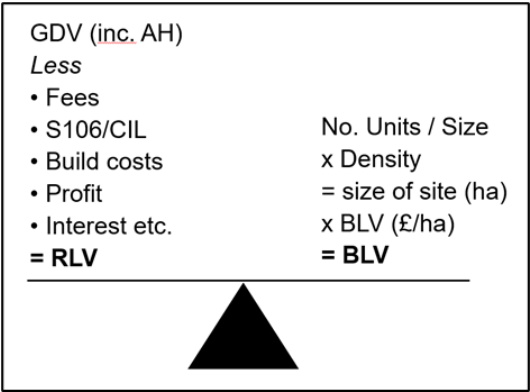 GDV (inc. AH)
Less
• Fees
• S106/CIL
• Build costs
• Profit
• Interest etc.
= RLV
No. Units / Size
x Density
= size of site (ha)
x BLV (£/ha)
= BLV